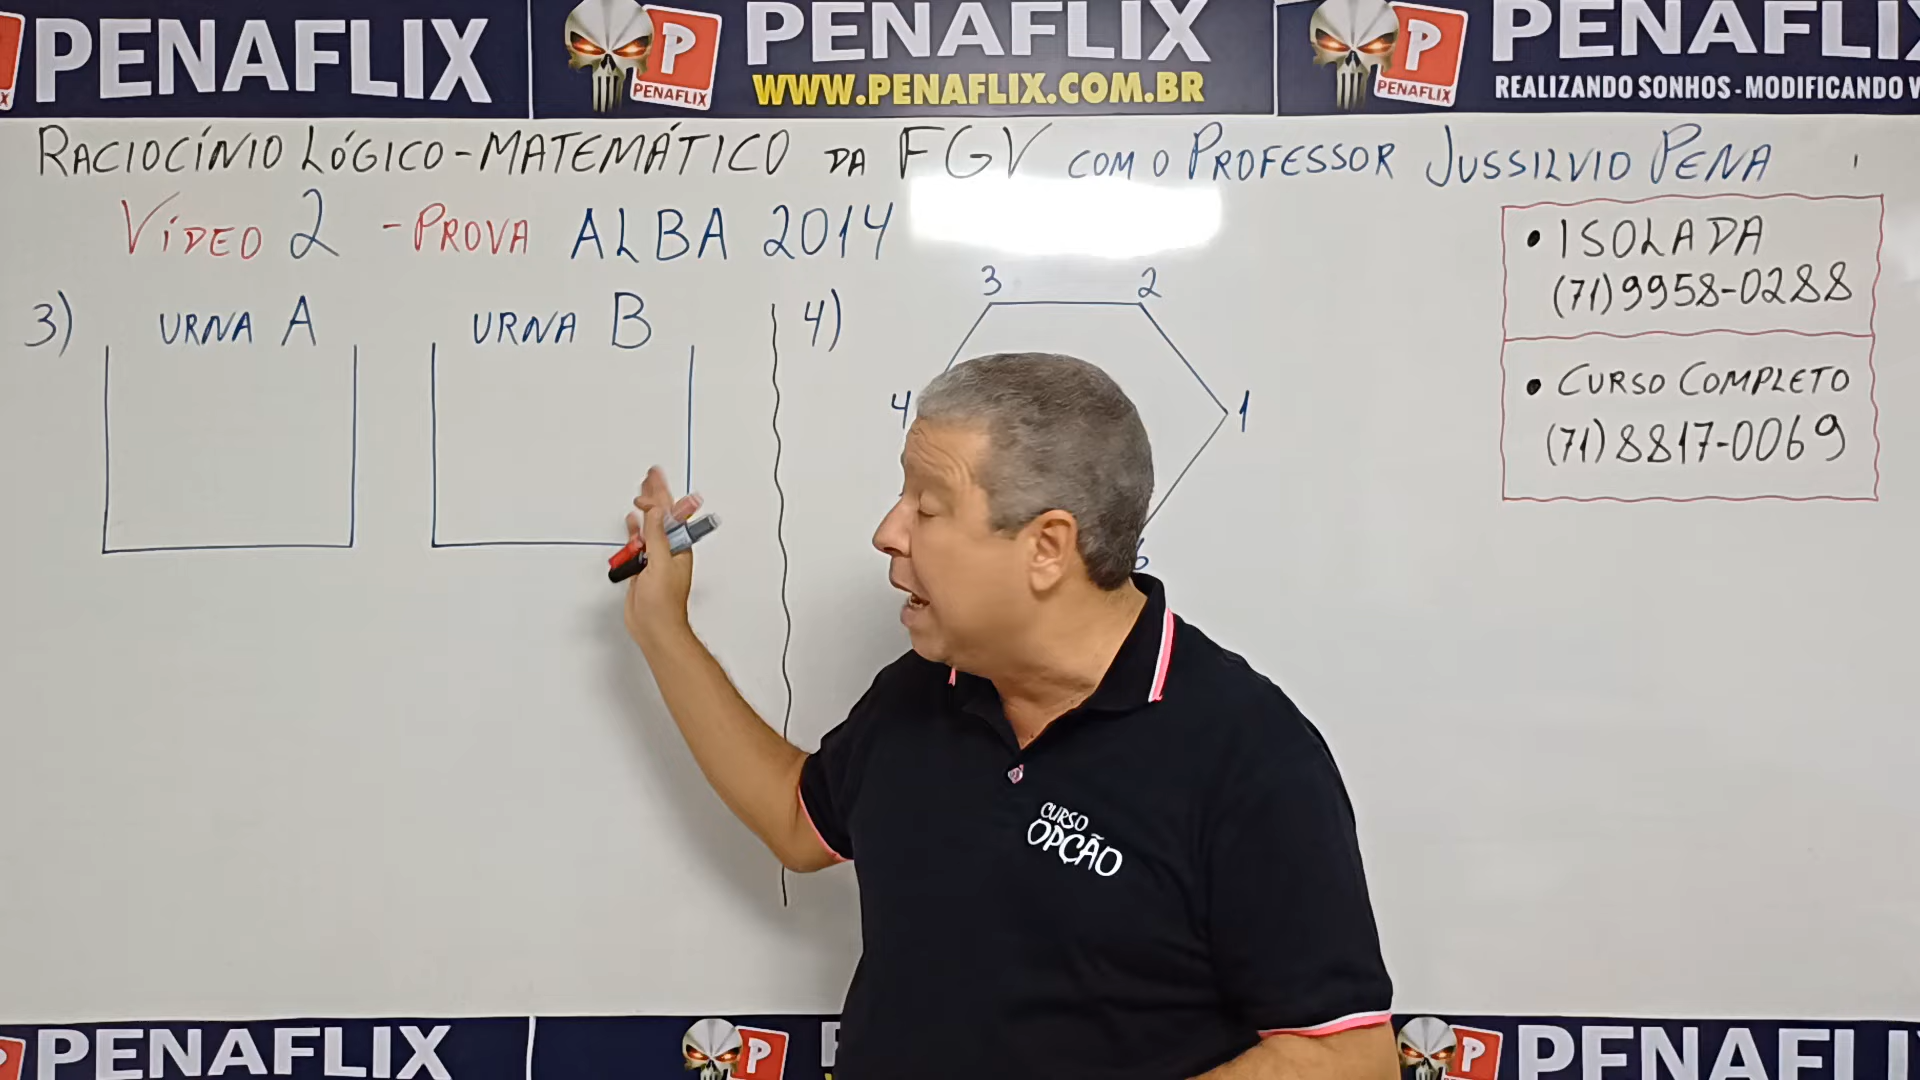 PENAFLIX
P PENAFLIX
PENAFLIX
WWW.PENAFLIX.COM.BR
P PENAFLIX
PENAFLIX
REALIZANDO SONHOS - MODIFICANDO V
RACIOCÍNIO LÓGICO-MATEMÁTICO DA FGV COM O PROFESSOR JUSSILVIO PENA
VÍDEO 2 - PROVA ALBA 2014
3) URNA A URNA B
4)
3 2
4 1
6
• ISOLADA
(71)9958-0288
• CURSO COMPLETO
(71)8817-0069
CURSO
OPÇÃO
PENAFLIX
P
P
PENAFLI